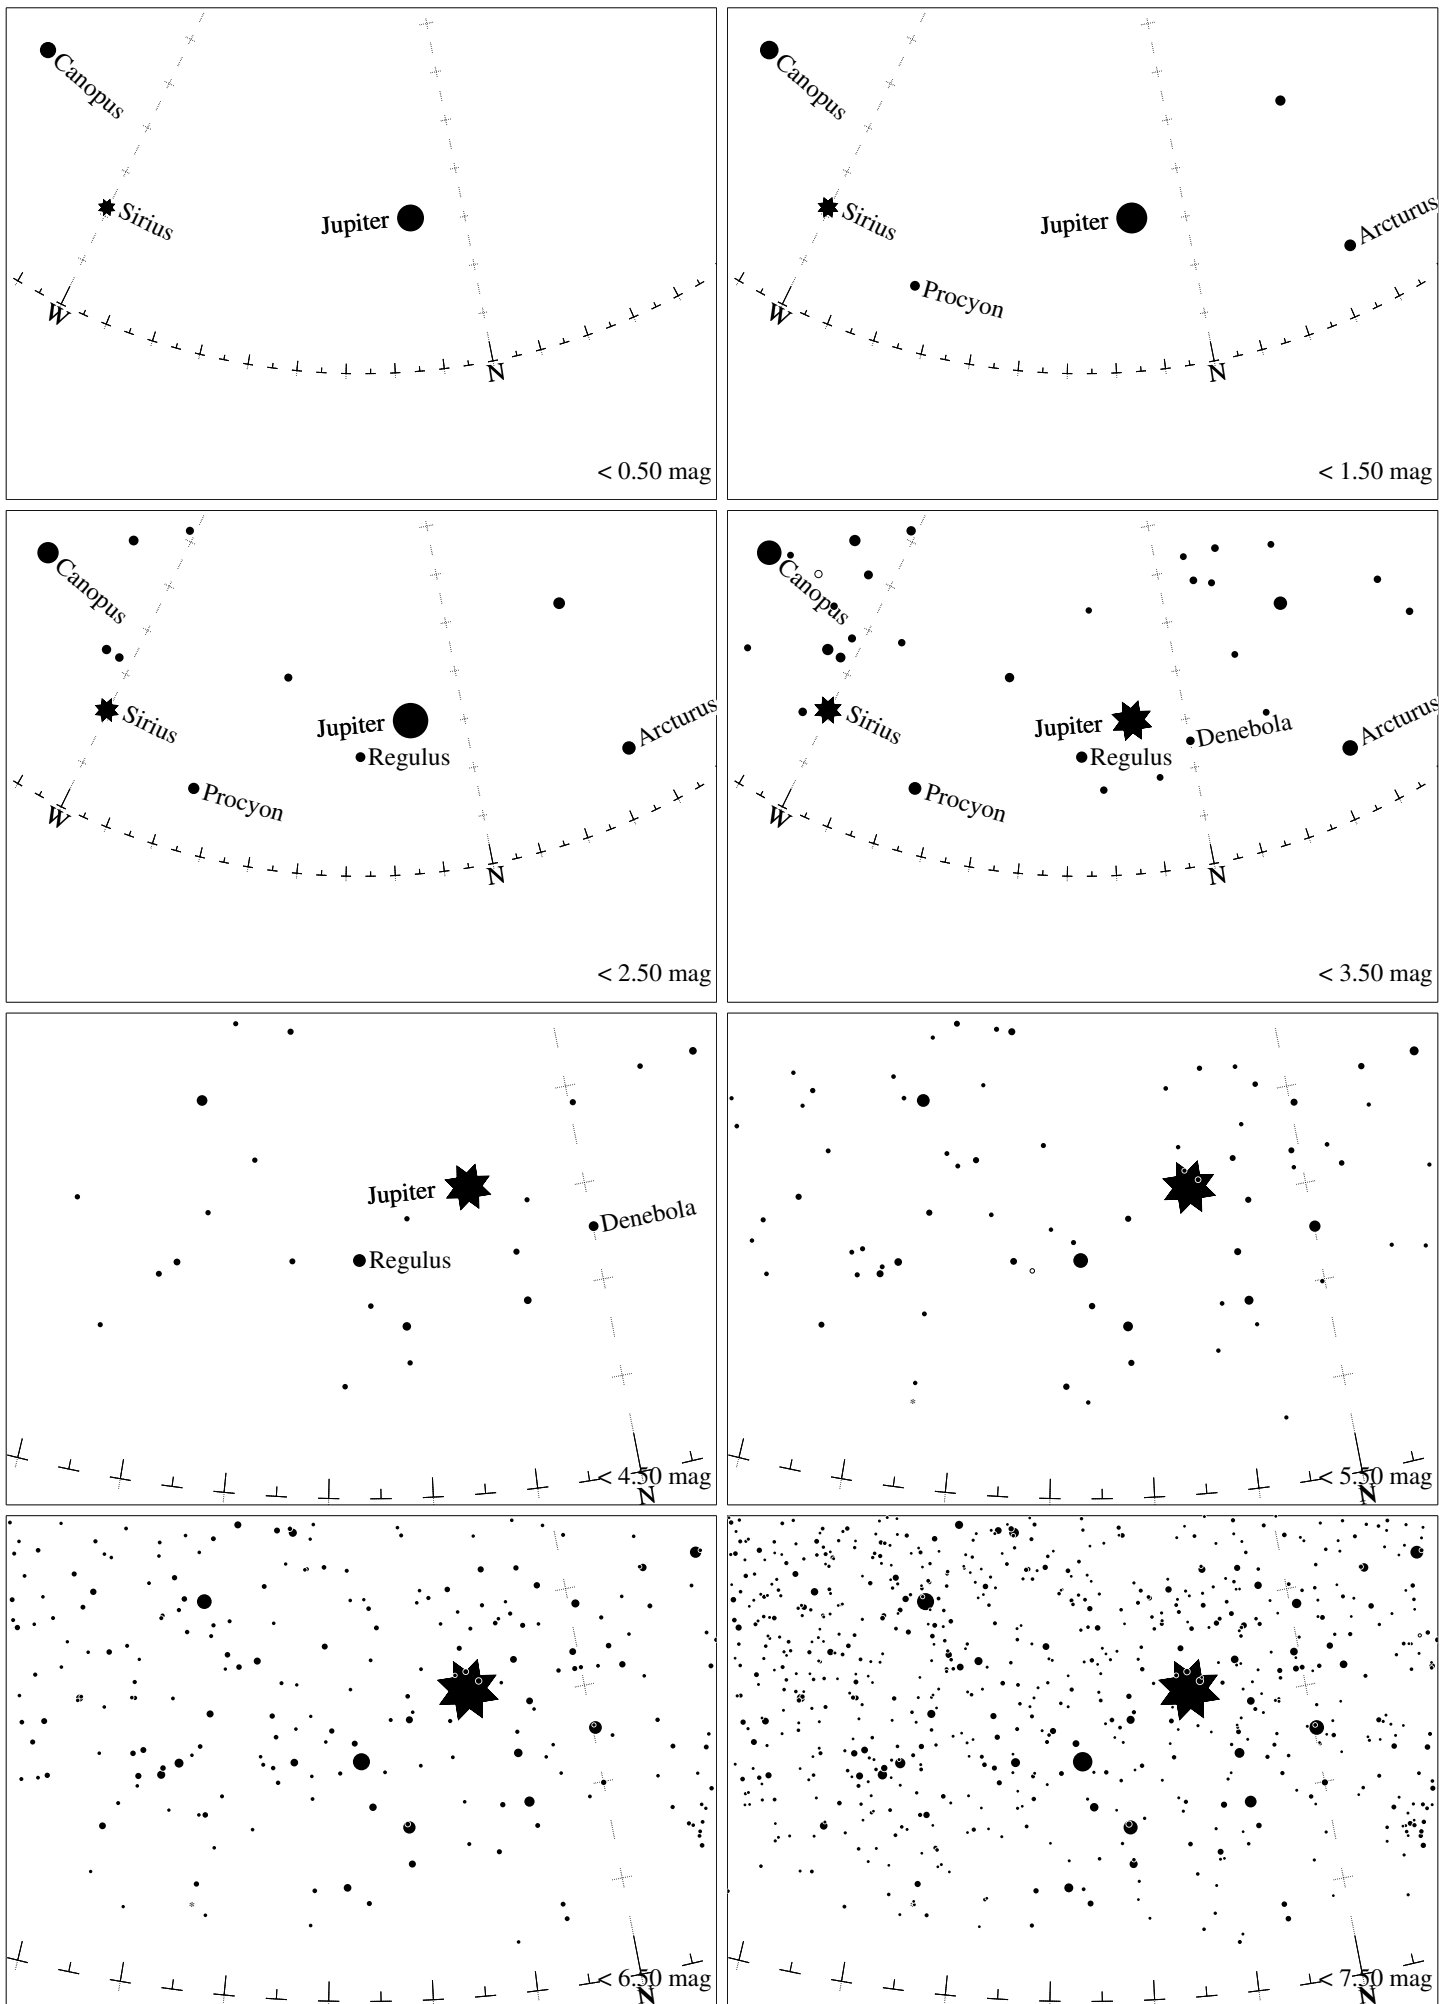 Canopus
Sirius
Jupiter
W
N
< 0.50 mag
Canopus
Sirius
Jupiter
Arcturus
Procyon
W
N
< 1.50 mag
Canopus
Sirius
Jupiter
Arcturus
Regulus
Procyon
W
N
< 2.50 mag
Canopus
Sirius
Jupiter
Denebola
Arcturus
Regulus
Procyon
W
N
< 3.50 mag
Jupiter
Denebola
Regulus
< 4.50 mag
N
< 5.50 mag
N
< 6.50 mag
N
< 7.50 mag
N